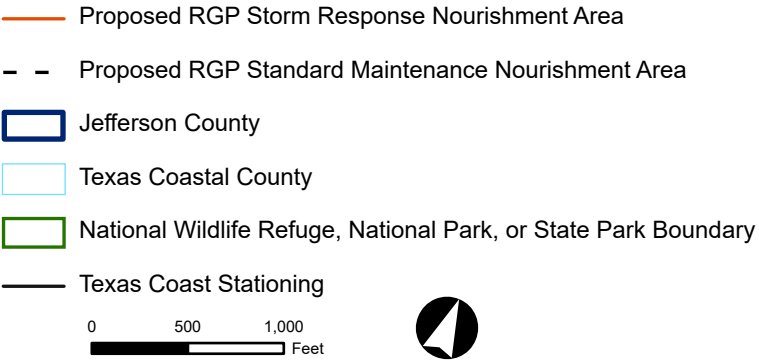 Proposed RGP Storm Response Nourishment Area
Proposed RGP Standard Maintenance Nourishment Area
Jefferson County
Texas Coastal County
National Wildlife Refuge, National Park, or State Park Boundary
Texas Coast Stationing
0 500 1,000
Feet